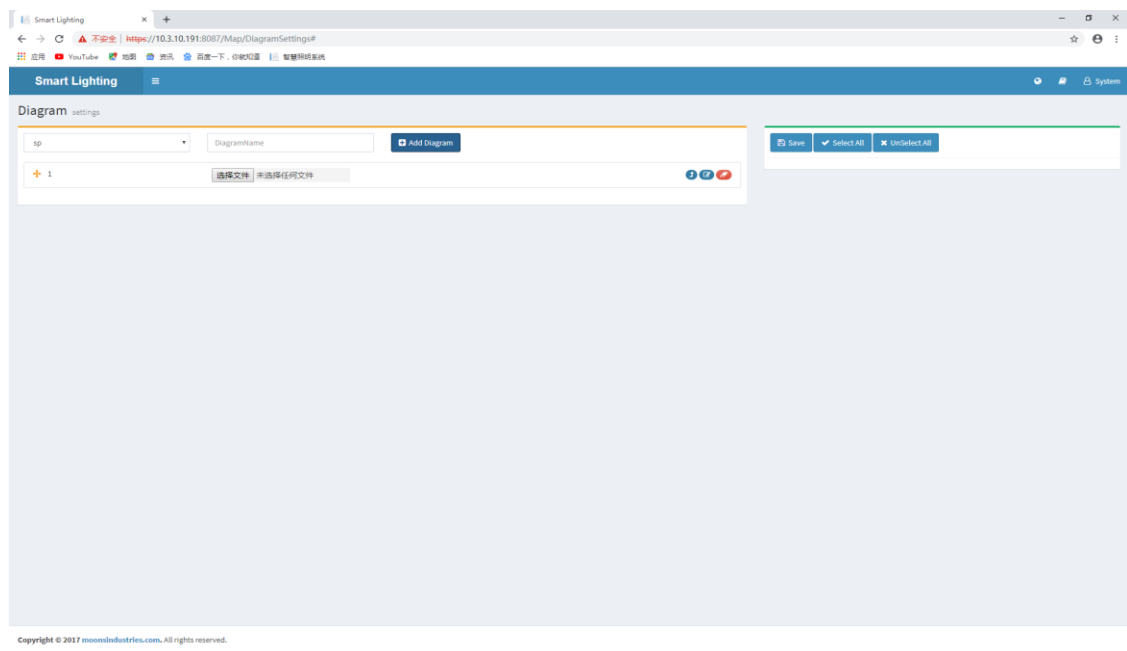 Smart Lighting
不安全 | https://10.3.10.191:8087/Map/DiagramSettings#
应用 YouTube 地图 资讯 百度一下，你就知道 智慧照明系统
Smart Lighting System
Diagram settings
sp DiagramName Add Diagram Save Select All UnSelect All
1 选择文件 未选择任何文件
Copyright © 2017 moonsindustries.com. All rights reserved.